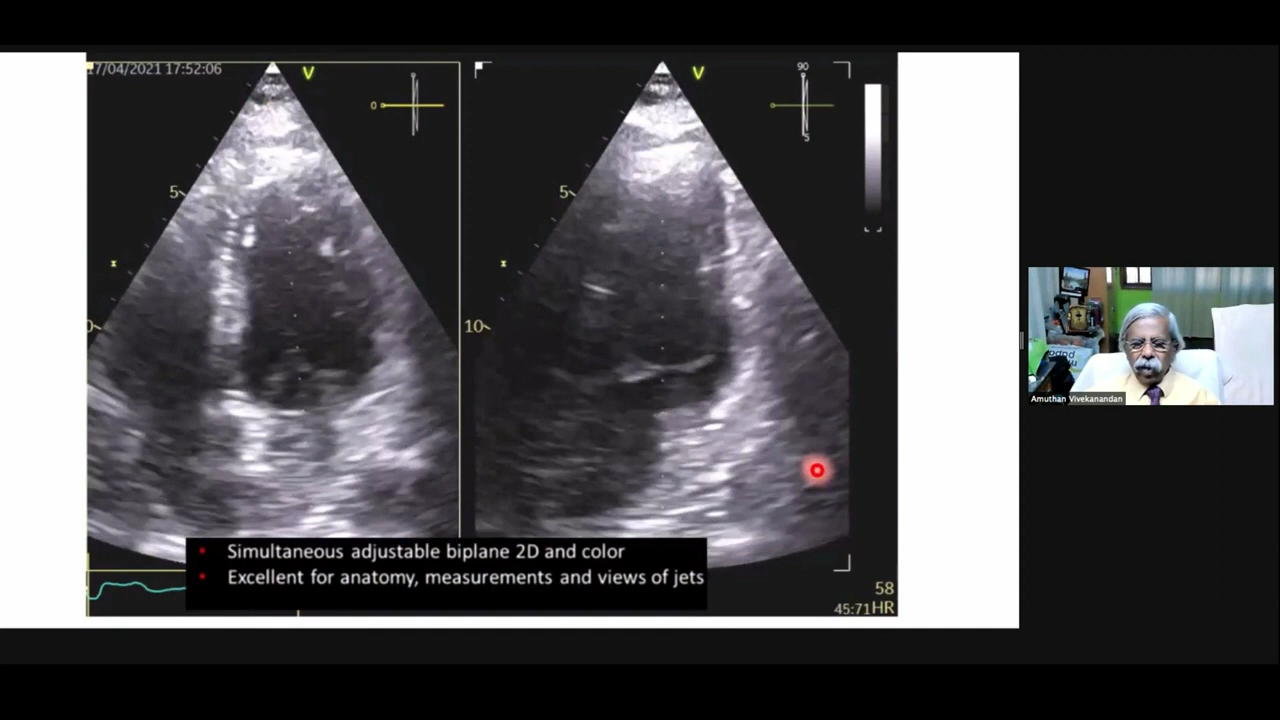 17/04/2021 17:52:06
V
0
5
V
90
5
5
10
Simultaneous adjustable biplane 2D and color
Excellent for anatomy, measurements and views of jets
58
45:71HR
Amuthan Vivekanandan